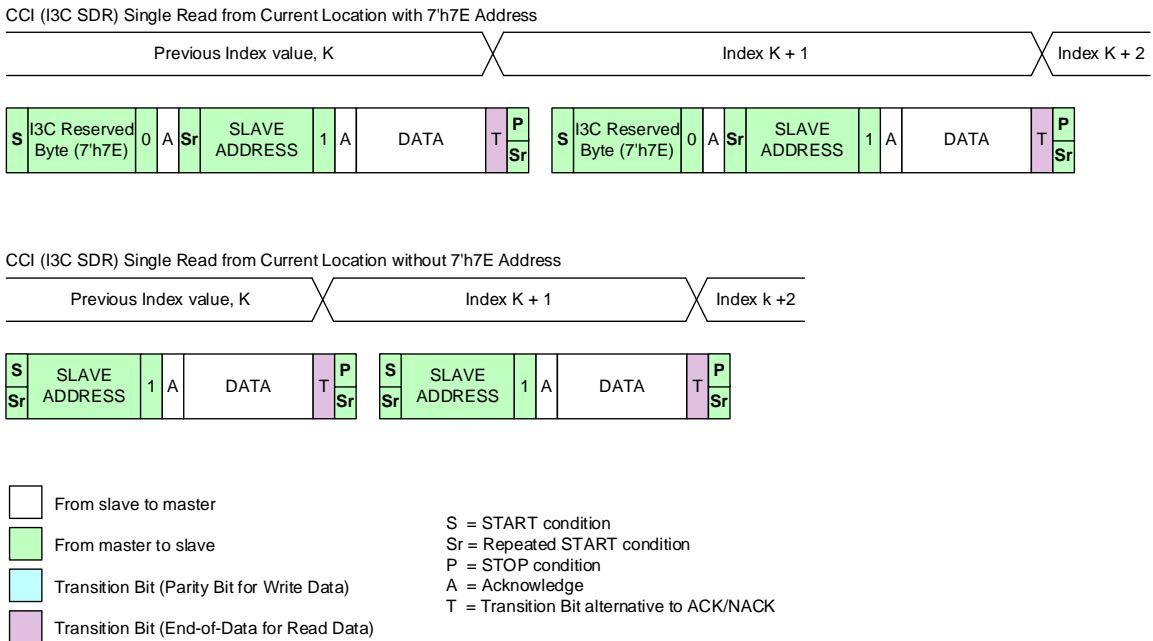 CCI (I3C SDR) Single Read from Current Location with 7'h7E Address
Previous Index value, K
Index K + 1
Index K + 2
S I3C Reserved Byte (7'h7E) 0 A Sr SLAVE ADDRESS 1 A DATA T P Sr
S I3C Reserved Byte (7'h7E) 0 A Sr SLAVE ADDRESS 1 A DATA T P Sr
CCI (I3C SDR) Single Read from Current Location without 7'h7E Address
Previous Index value, K
Index K + 1
Index k +2
S Sr SLAVE ADDRESS 1 A DATA T P Sr
S Sr SLAVE ADDRESS 1 A DATA T P Sr
From slave to master
From master to slave
Transition Bit (Parity Bit for Write Data)
Transition Bit (End-of-Data for Read Data)
S = START condition
Sr = Repeated START condition
P = STOP condition
A = Acknowledge
T = Transition Bit alternative to ACK/NACK